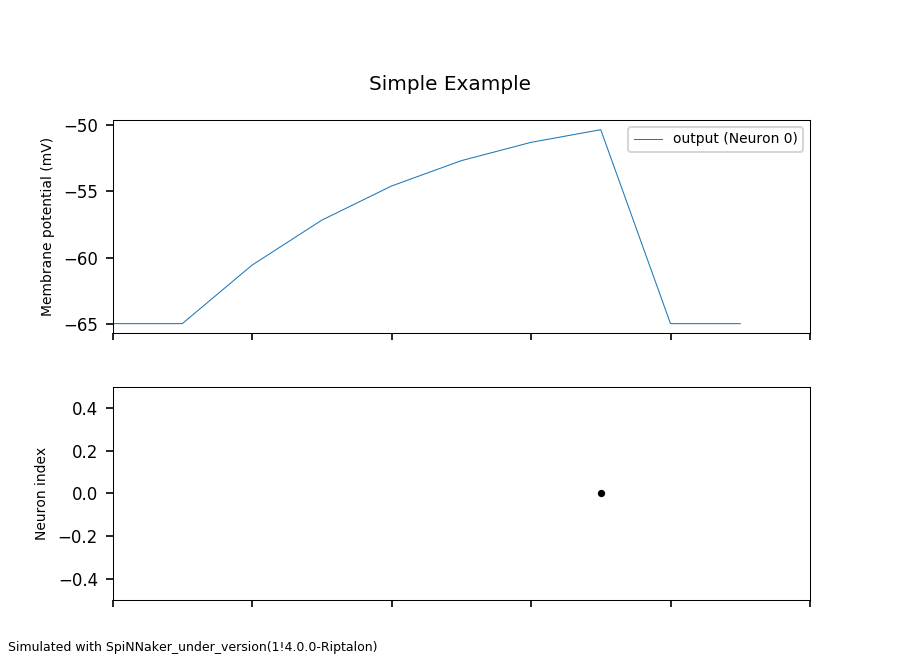 Simple Example
−50
−55
−60
−65
Membrane potential (mV)
output (Neuron 0)
0.4
0.2
0.0
−0.2
−0.4
Neuron index
Simulated with SpiNNaker_under_version(1!4.0.0-Riptalon)